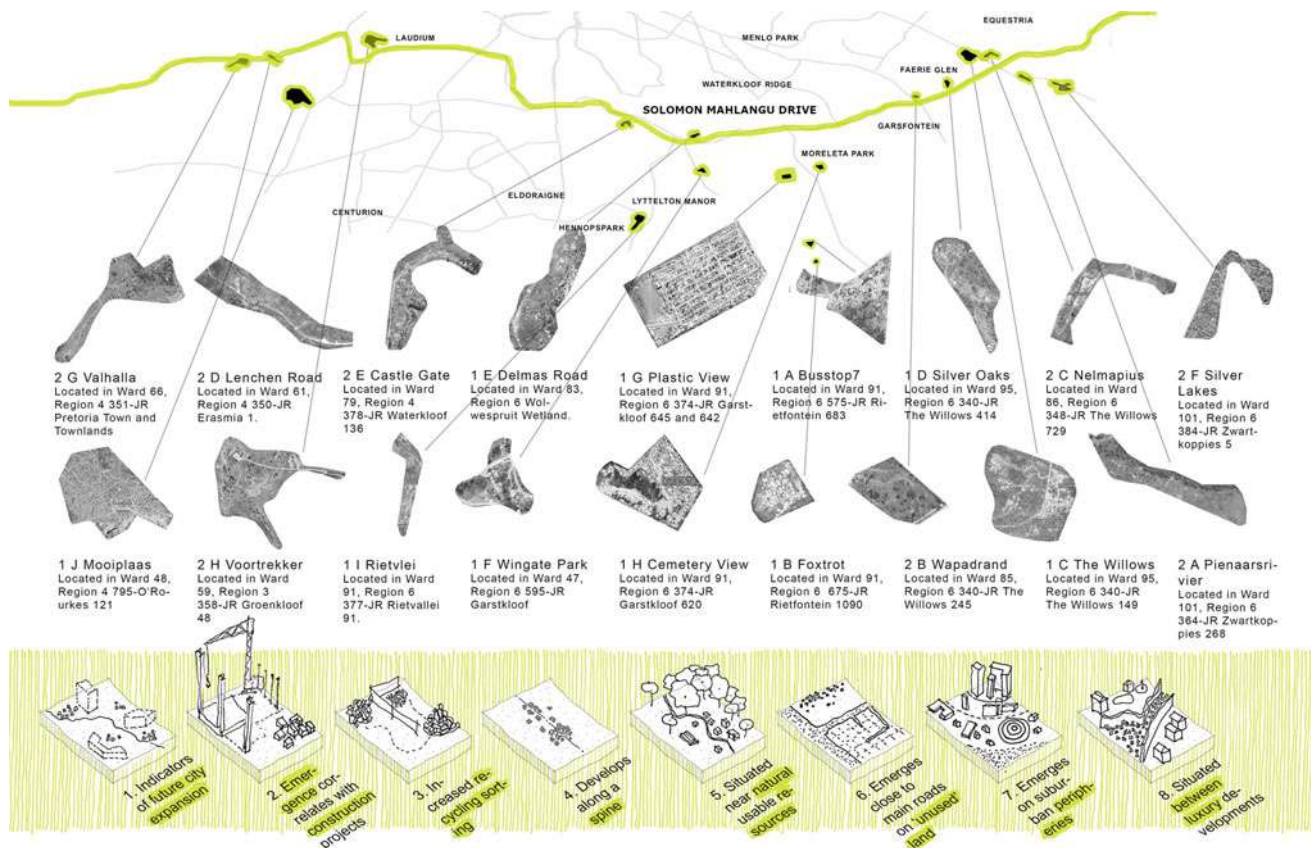 EQUESTRIA
LAUDIUM
MENLO PARK
FAERIE GLEN
WATERKLOOF RIDGE
SOLOMON MAHLANGU DRIVE
GARSFONTEIN
MORELETA PARK
ELDORAIGNE
LYTTELTON MANOR
CENTURION
HENNOPSPARK
2 G Valhalla
Located in Ward 66,
Region 4 351-JR
Pretoria Town and
Townlands
2 D Lenchen Road
Located in Ward 61,
Region 4 350-JR
Erasmia 1.
2 E Castle Gate
Located in Ward
79, Region 4
378-JR Waterkloof
136
1 E Delmas Road
Located in Ward 83,
Region 6 Wol-
wespruit Wetland.
1 G Plastic View
Located in Ward 91,
Region 6 374-JR Garst-
kloof 645 and 642
1 A Busstop7
Located in Ward 91,
Region 6 575-JR Ri-
etfontein 683
1 D Silver Oaks
Located in Ward 95,
Region 6 340-JR
The Willows 414
2 C Nelmapius
Located in Ward
86, Region 6
348-JR The Willows
729
2 F Silver
Lakes
Located in Ward
101, Region 6
384-JR Zwart-
koppies 5
1 J Mooiplaas
Located in Ward 48,
Region 4 795-O'Ro-
urkes 121
2 H Voortrekker
Located in Ward
59, Region 3
358-JR Groenkloof
48
1 I Rietvlei
Located in Ward
91, Region 6
377-JR Rietvallei
91.
1 F Wingate Park
Located in Ward 47,
Region 6 595-JR
Garstkloof
1 H Cemetery View
Located in Ward 91,
Region 6 374-JR
Garstkloof 620
1 B Foxtrot
Located in Ward 91,
Region 6 675-JR
Rietfontein 1090
2 B Wapadrand
Located in Ward 85,
Region 6 340-JR The
Willows 245
1 C The Willows
Located in Ward 95,
Region 6 340-JR
The Willows 149
2 A Pienaarsri-
vier
Located in Ward
101, Region 6
364-JR Zwartkop-
pies 268
1. Indicators
of future city
expansion
2. Emer-
gence cor-
relates with
construction
projects
3. In-
creased re-
cycling sort-
ing
4. Develops
along a
spine
5. Situated
near natural
usable re-
sources
6. Emerges
close to
main roads
on 'unused'
land
7. Emerges
on subur-
ban periph-
eries
8. Situated
between
luxury de-
velopments